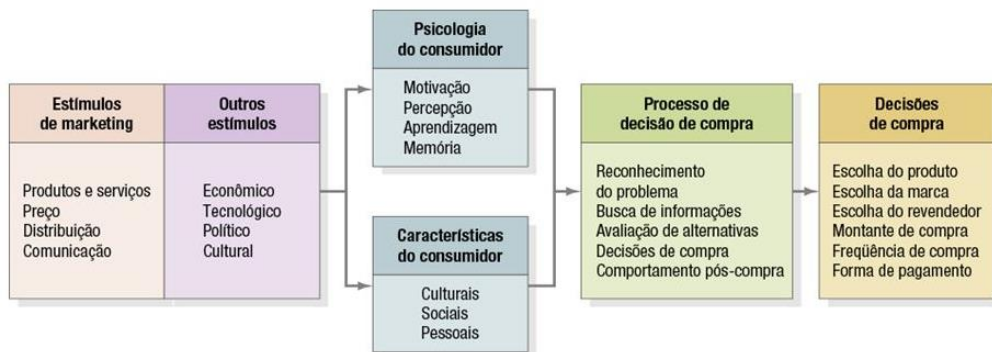 Estímulos
de marketing
Produtos e serviços
Preço
Distribuição
Comunicação
Outros
estímulos
Econômico
Tecnológico
Político
Cultural
Psicologia
do consumidor
Motivação
Percepção
Aprendizagem
Memória
Características
do consumidor
Culturais
Sociais
Pessoais
Processo de
decisão de compra
Reconhecimento
do problema
Busca de informações
Avaliação de alternativas
Decisões de compra
Comportamento pós-compra
Decisões
de compra
Escolha do produto
Escolha da marca
Escolha do revendedor
Montante de compra
Freqüência de compra
Forma de pagamento